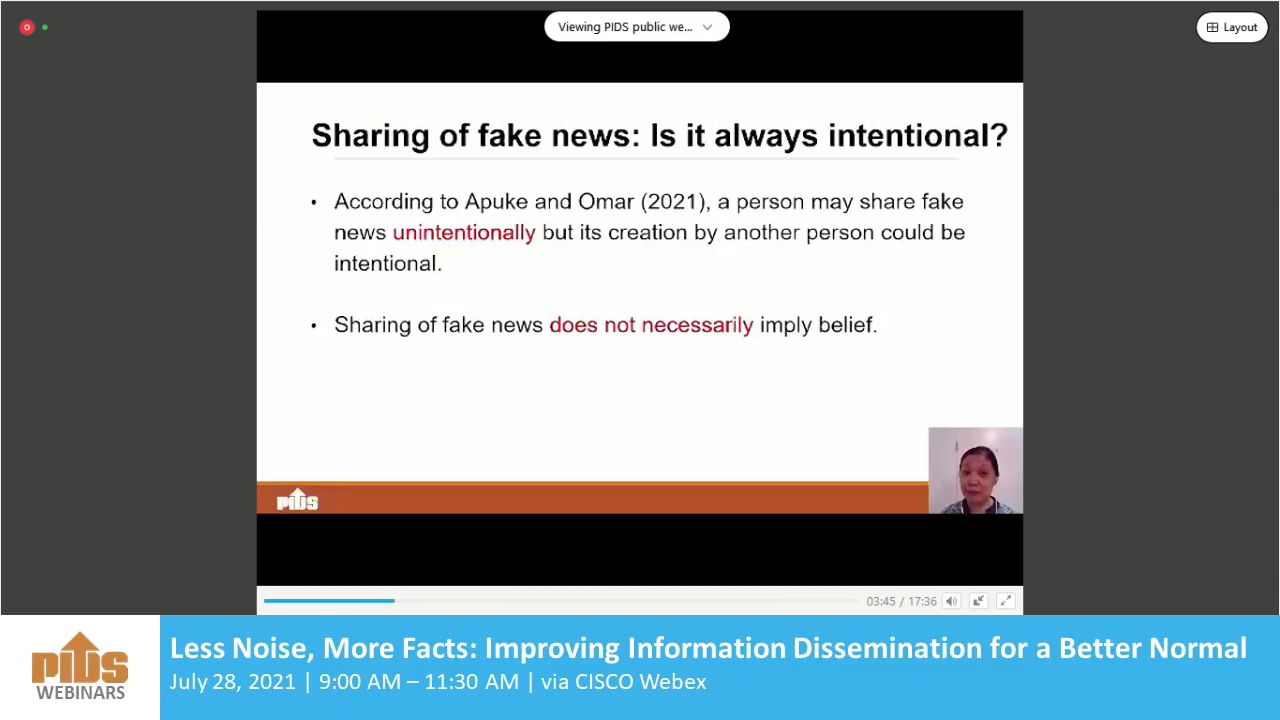 Viewing PIDS public we...
Layout
Sharing of fake news: Is it always intentional?
• According to Apuke and Omar (2021), a person may share fake
news unintentionally but its creation by another person could be
intentional.
• Sharing of fake news does not necessarily imply belief.
PIDS
03:45 / 17:36
PIDS
WEBINARS
Less Noise, More Facts: Improving Information Dissemination for a Better Normal
July 28, 2021 | 9:00 AM – 11:30 AM | via CISCO Webex